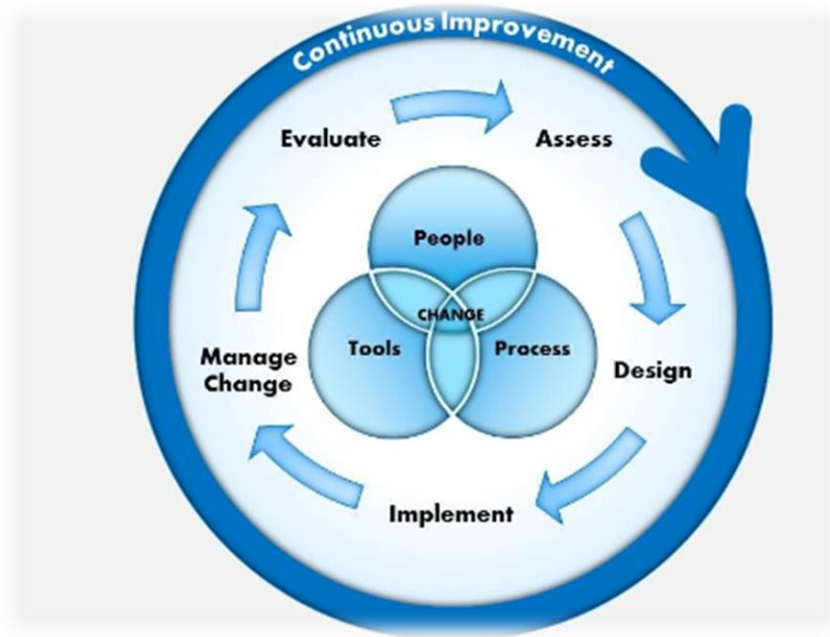 Continuous Improvement
Evaluate
Assess
People
CHANGE
Tools
Process
Manage
Change
Design
Implement